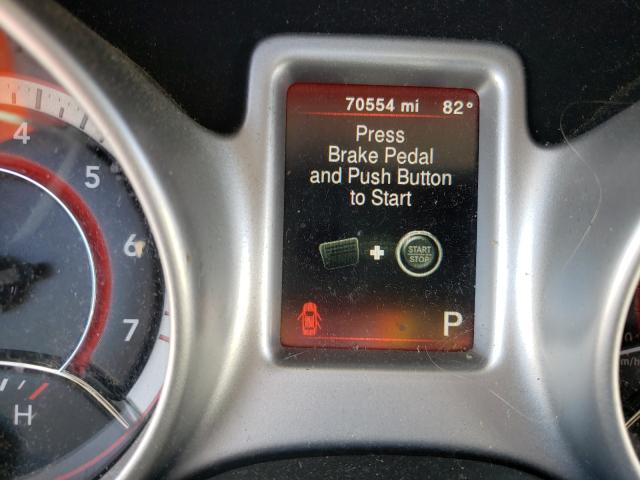 70554 mi 82°
Press
Brake Pedal
and Push Button
to Start
START
STOP
P
4
5
6
7
H